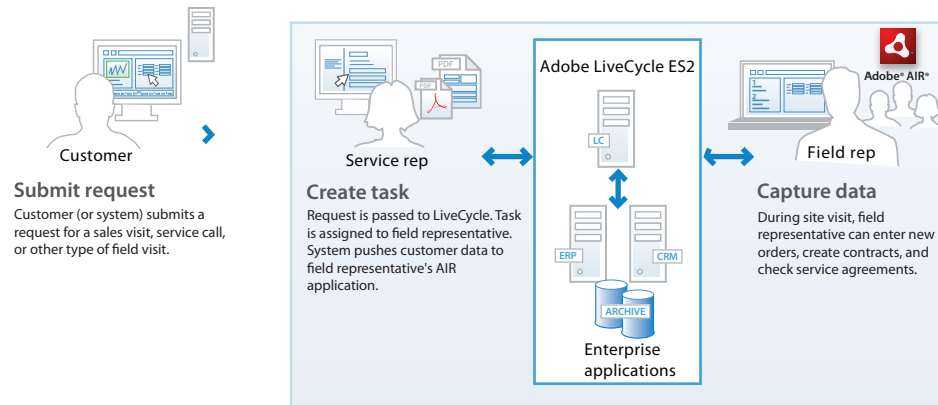 Customer
Submit request
Customer (or system) submits a
request for a sales visit, service call,
or other type of field visit.
PDF
PDF
Service rep
Create task
Request is passed to LiveCycle. Task
is assigned to field representative.
System pushes customer data to
field representative's AIR
application.
Adobe LiveCycle ES2
LC
ERP
CRM
ARCHIVE
Enterprise
applications
1
2
Adobe® AIR®
Field rep
Capture data
During site visit, field
representative can enter new
orders, create contracts, and
check service agreements.